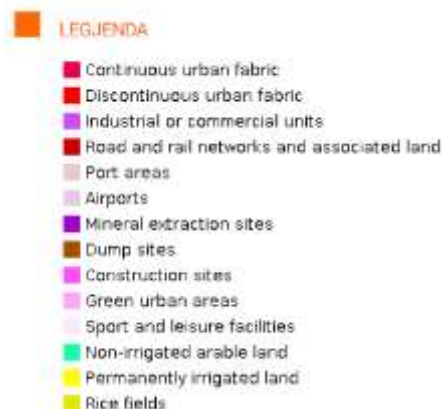 LEGJENDA
Continuous urban fabric
Discontinuous urban fabric
Industrial or commercial units
Road and rail networks and associated land
Port areas
Airports
Mineral extraction sites
Dump sites
Construction sites
Green urban areas
Sport and leisure facilities
Non-irrigated arable land
Permanently irrigated land
Rice fields